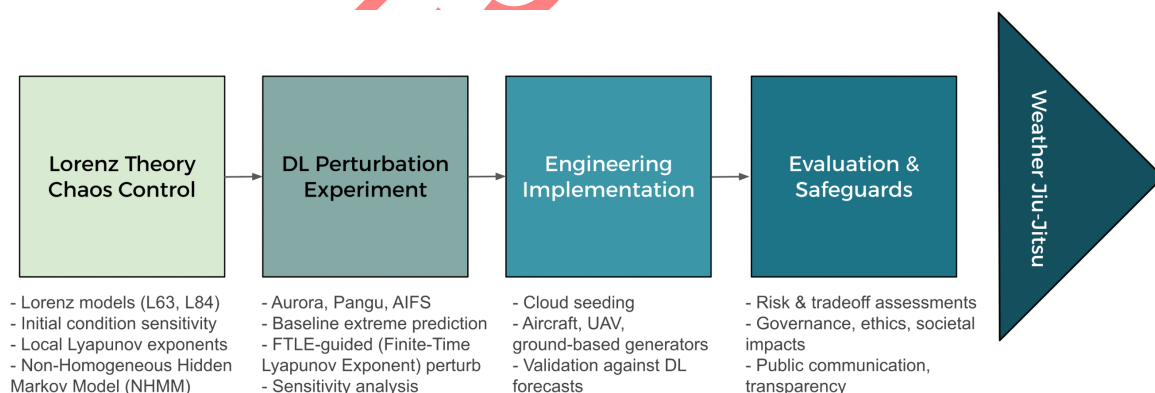 Lorenz Theory
Chaos Control
DL Perturbation
Experiment
Engineering
Implementation
Evaluation &
Safeguards
Weather Jiu-Jitsu
- Lorenz models (L63, L84)
- Initial condition sensitivity
- Local Lyapunov exponents
- Non-Homogeneous Hidden
Markov Model (NHMM)
- Aurora, Pangu, AIFS
- Baseline extreme prediction
- FTLE-guided (Finite-Time
Lyapunov Exponent) perturb
- Sensitivity analysis
- Cloud seeding
- Aircraft, UAV,
ground-based generators
- Validation against DL
forecasts
- Risk & tradeoff assessments
- Governance, ethics, societal
impacts
- Public communication,
transparency